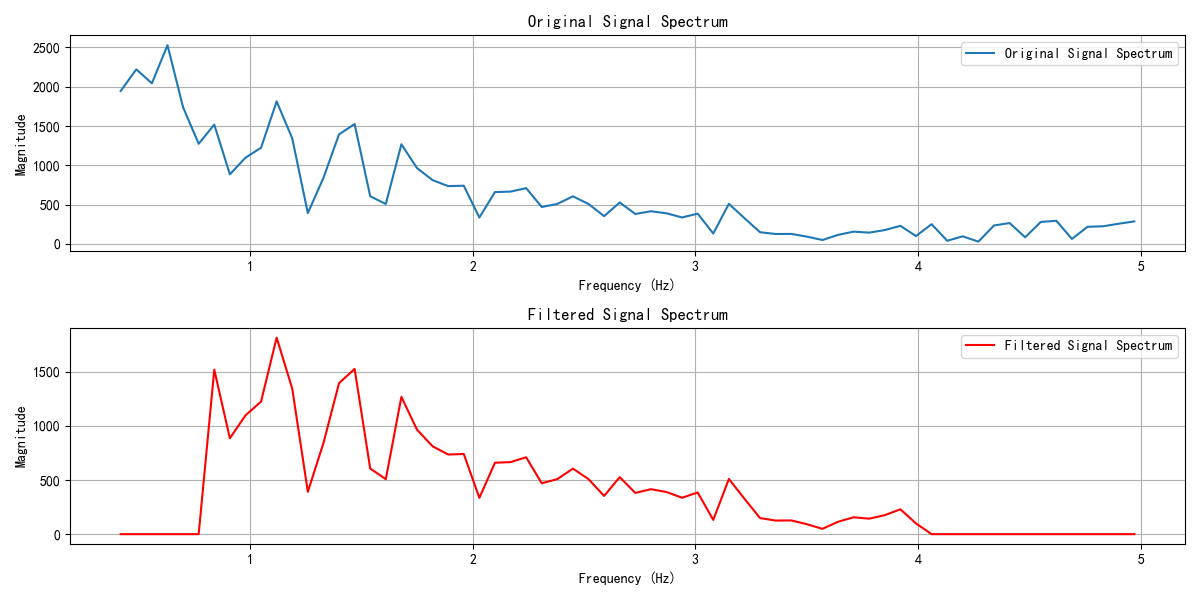 Original Signal Spectrum
Original Signal Spectrum
2500
2000
1500
1000
500
0
Magnitude
1 2 3 4 5
Frequency (Hz)
Filtered Signal Spectrum
Filtered Signal Spectrum
1500
1000
500
0
Magnitude
1 2 3 4 5
Frequency (Hz)